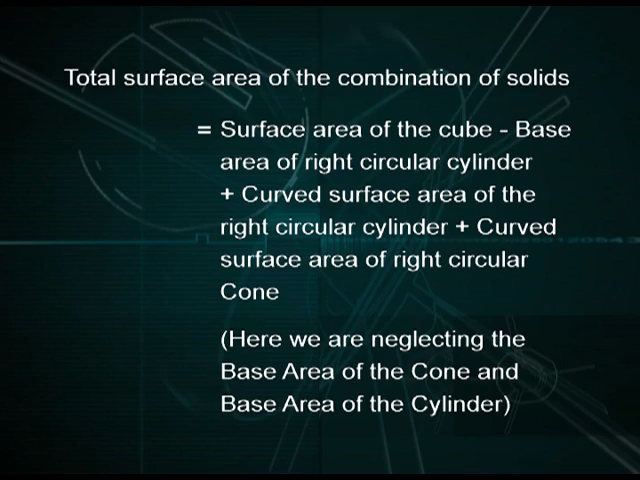 Total surface area of the combination of solids
= Surface area of the cube - Base
area of right circular cylinder
+ Curved surface area of the
right circular cylinder + Curved
surface area of right circular
Cone
(Here we are neglecting the
Base Area of the Cone and
Base Area of the Cylinder)